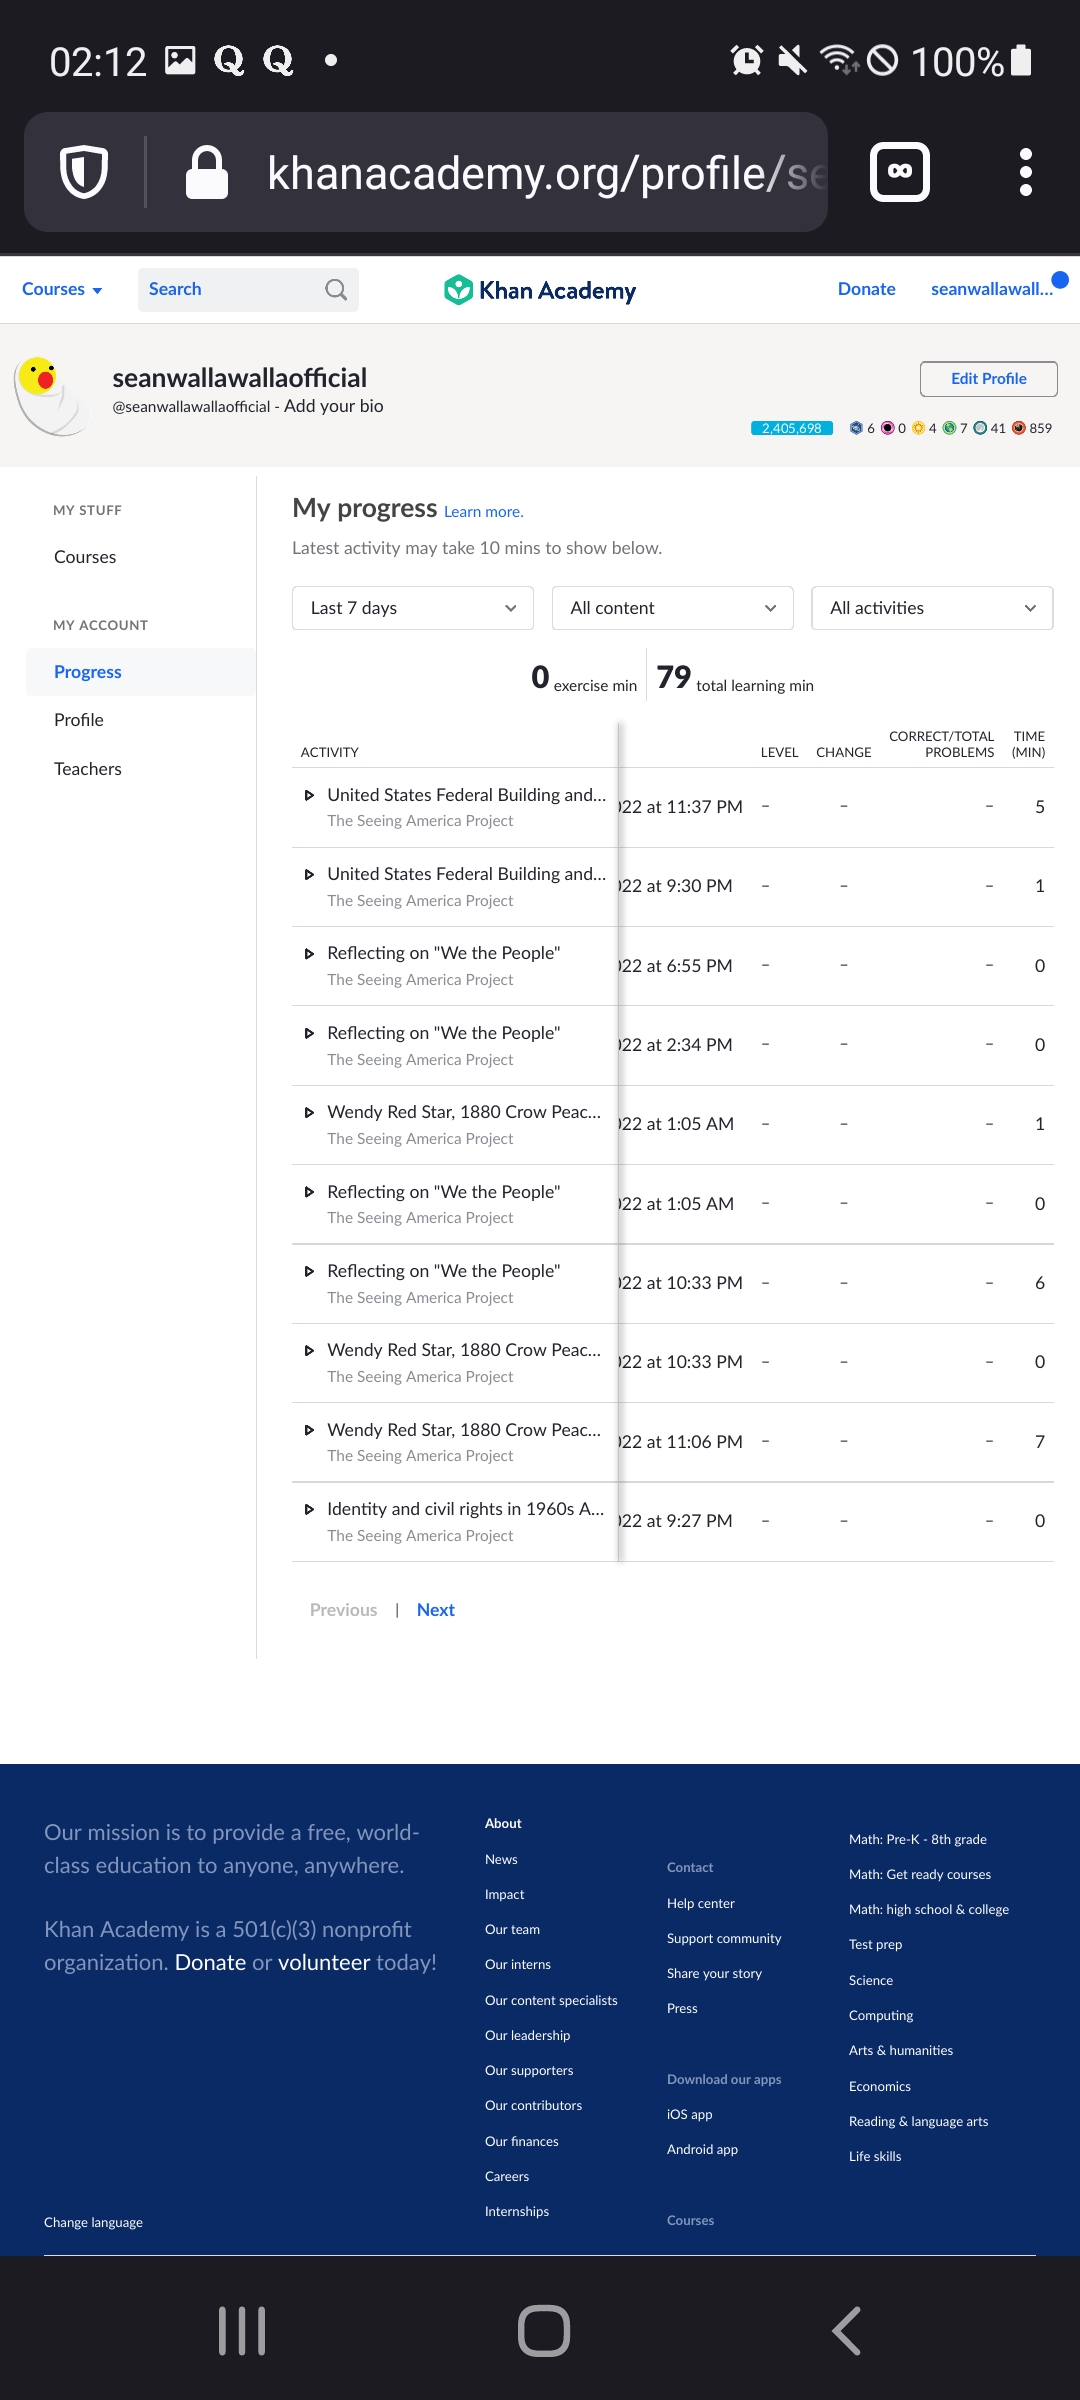 02:12
100%
khanacademy.org/profile/se
Courses
Search
Khan Academy
Donate
seanwallawall...
seanwallawallaofficial
@seanwallawallaofficial - Add your bio
Edit Profile
2,405,698 6 0 4 7 41 859
MY STUFF
Courses
MY ACCOUNT
Progress
Profile
Teachers
My progress Learn more.
Latest activity may take 10 mins to show below.
Last 7 days
All content
All activities
0 exercise min
79 total learning min
ACTIVITY LEVEL CHANGE CORRECT/TOTAL PROBLEMS TIME (MIN)
United States Federal Building and...
The Seeing America Project
022 at 11:37 PM – – – 5
United States Federal Building and...
The Seeing America Project
022 at 9:30 PM – – – 1
Reflecting on "We the People"
The Seeing America Project
022 at 6:55 PM – – – 0
Reflecting on "We the People"
The Seeing America Project
022 at 2:34 PM – – – 0
Wendy Red Star, 1880 Crow Peac...
The Seeing America Project
022 at 1:05 AM – – – 1
Reflecting on "We the People"
The Seeing America Project
022 at 1:05 AM – – – 0
Reflecting on "We the People"
The Seeing America Project
022 at 10:33 PM – – – 6
Wendy Red Star, 1880 Crow Peac...
The Seeing America Project
022 at 10:33 PM – – – 0
Wendy Red Star, 1880 Crow Peac...
The Seeing America Project
022 at 11:06 PM – – – 7
Identity and civil rights in 1960s A...
The Seeing America Project
022 at 9:27 PM – – – 0
Previous | Next
Our mission is to provide a free, world-
class education to anyone, anywhere.
Khan Academy is a 501(c)(3) nonprofit
organization. Donate or volunteer today!
Change language
About
News
Impact
Our team
Our interns
Our content specialists
Our leadership
Our supporters
Our contributors
Our finances
Careers
Internships
Contact
Help center
Support community
Share your story
Press
Download our apps
iOS app
Android app
Courses
Math: Pre-K - 8th grade
Math: Get ready courses
Math: high school & college
Test prep
Science
Computing
Arts & humanities
Economics
Reading & language arts
Life skills